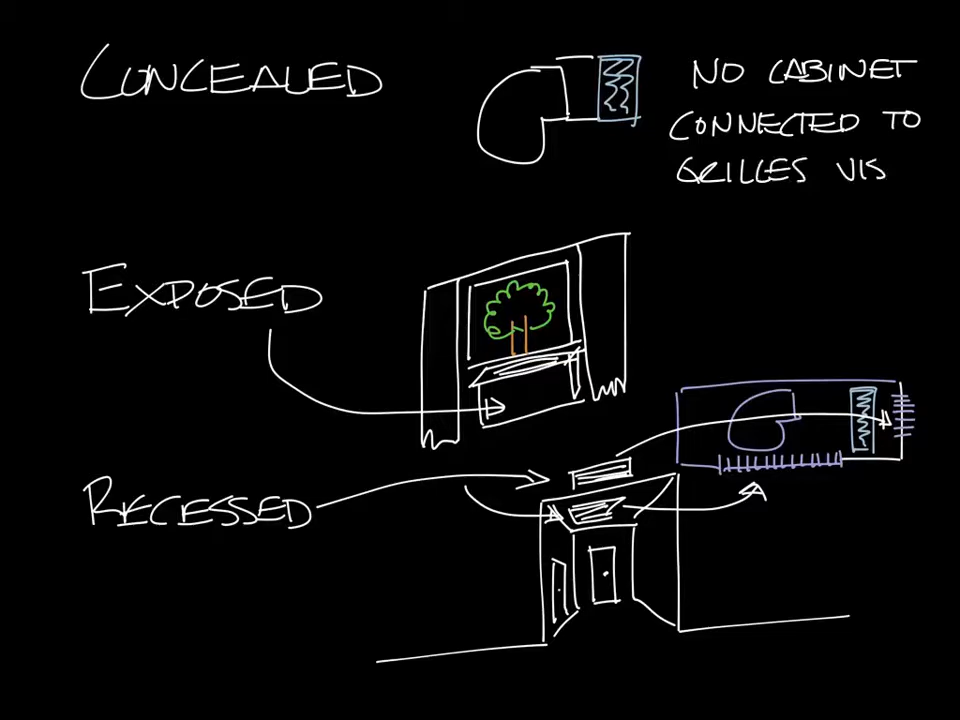 CONCEALED
NO CABINET
CONNECTED TO
GRILLES VIS
EXPOSED
RECESSED